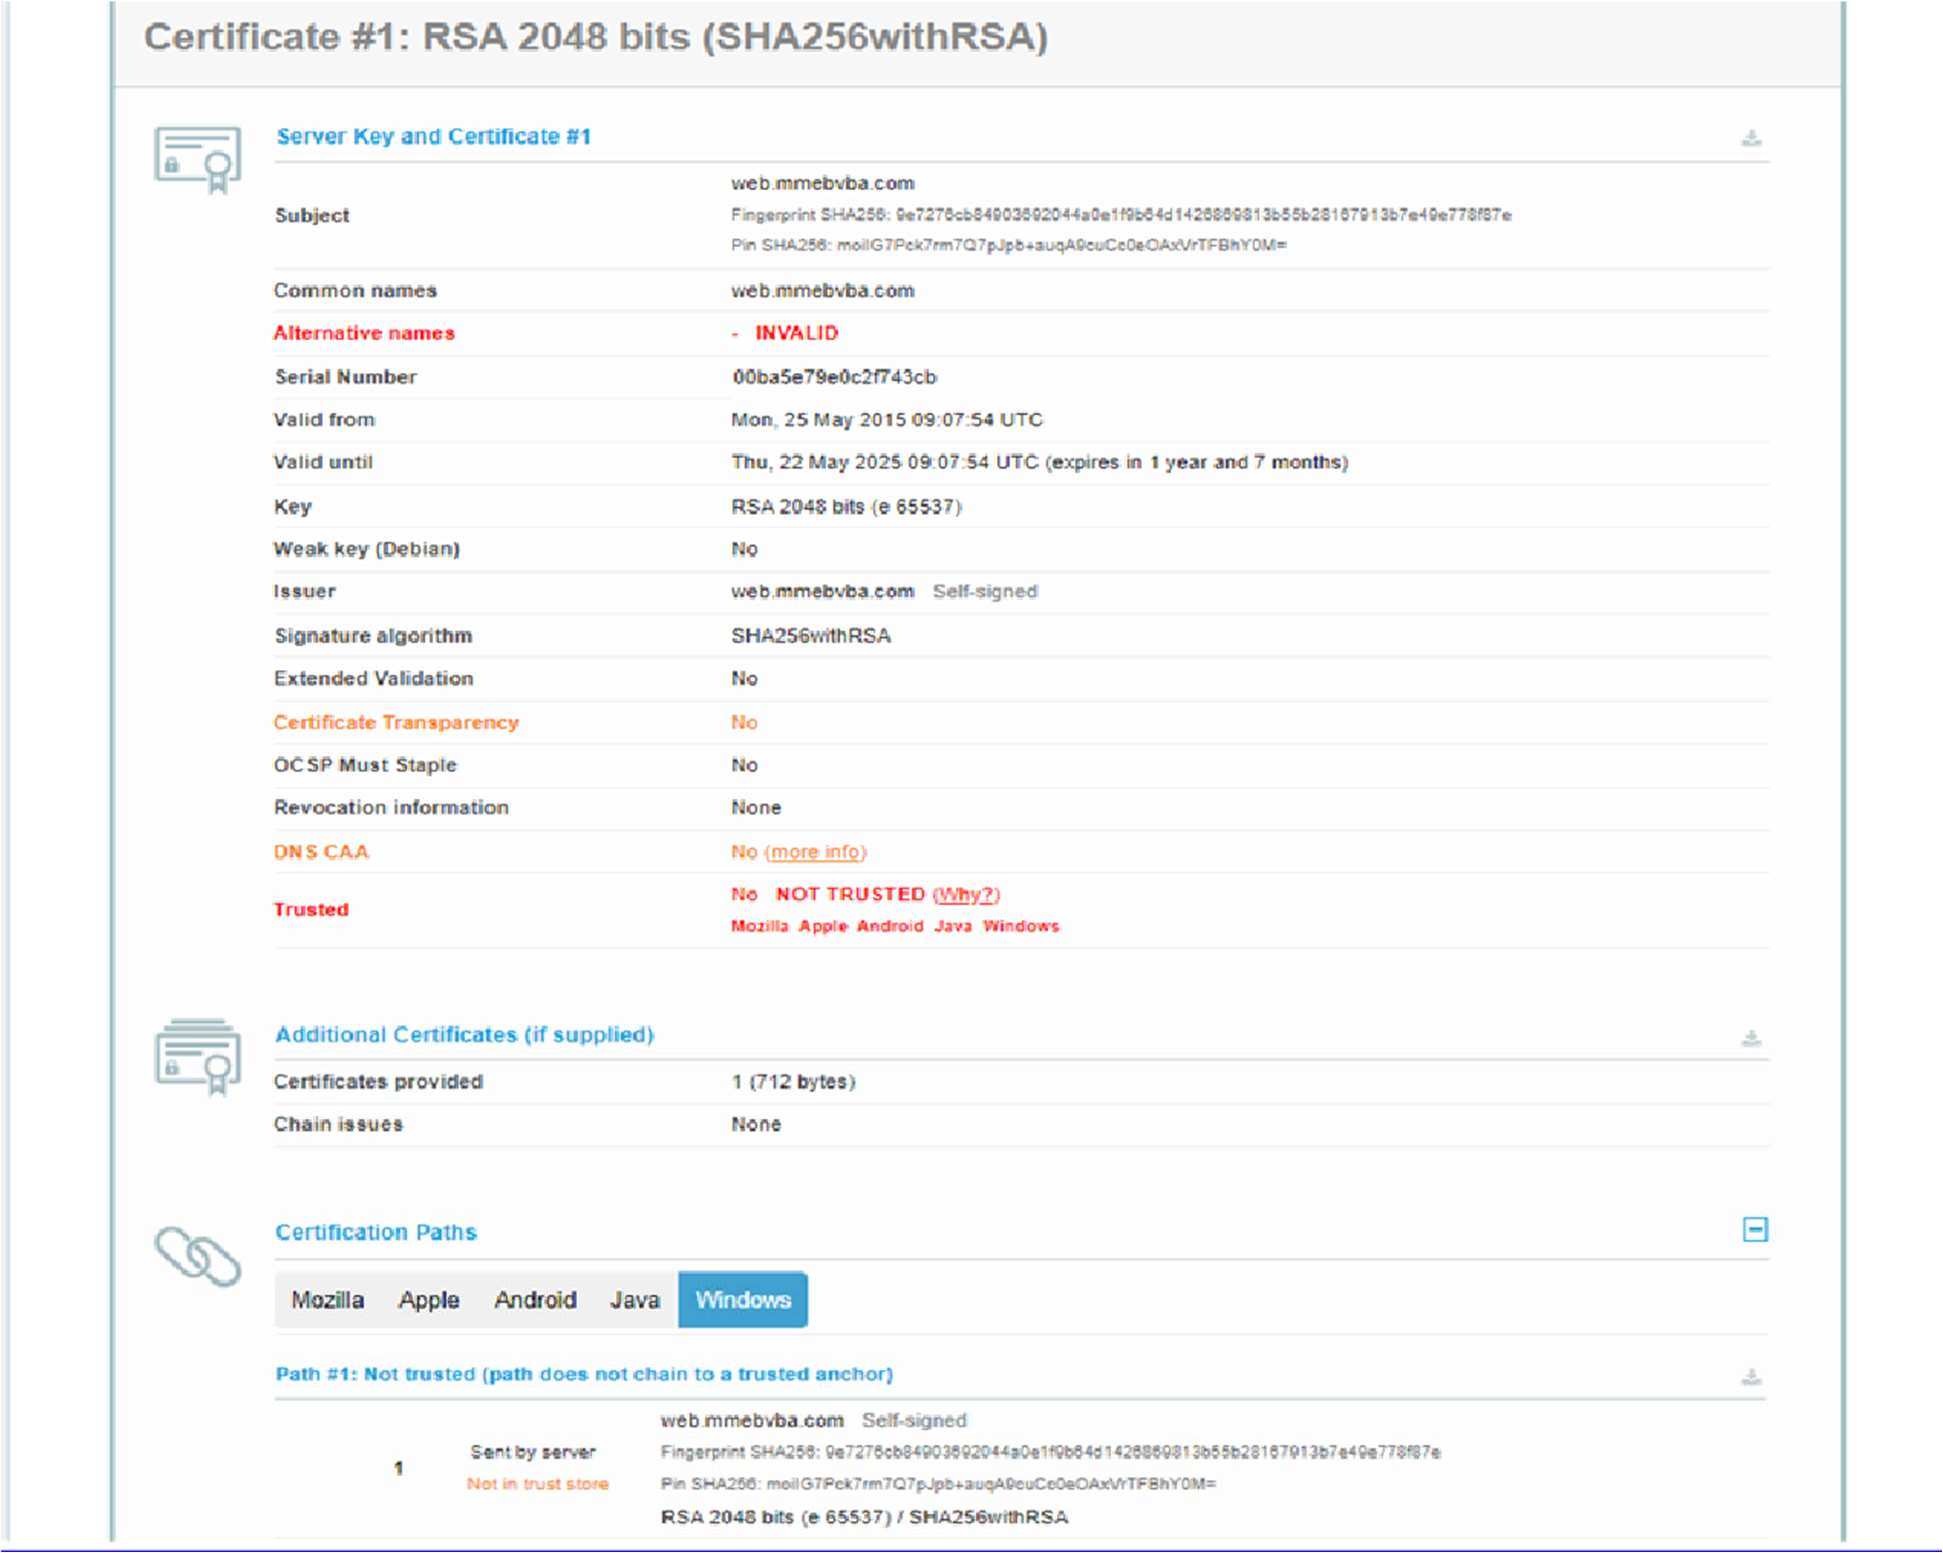 Certificate #1: RSA 2048 bits (SHA256withRSA)
Server Key and Certificate #1
Subject
web.mmebvba.com
Fingerprint SHA256:
Pin SHA256:
Common names web.mmebvba.com
Alternative names - INVALID
Serial Number 00ba5e79e0c2f743cb
Valid from Mon, 25 May 2015 09:07:54 UTC
Valid until Thu, 22 May 2025 09:07:54 UTC (expires in 1 year and 7 months)
Key RSA 2048 bits (e 65537)
Weak key (Debian) No
Issuer web.mmebvba.com Self-signed
Signature algorithm SHA256withRSA
Extended Validation No
Certificate Transparency No
OCSP Must Staple No
Revocation information None
DNS CAA No (more info)
Trusted
No NOT TRUSTED (Why?)
Mozilla Apple Android Java Windows
Additional Certificates (if supplied)
Certificates provided 1 (712 bytes)
Chain issues None
Certification Paths
Mozilla Apple Android Java Windows
Path #1: Not trusted (path does not chain to a trusted anchor)
1
Sent by server
Not in trust store
web.mmebvba.com Self-signed
Fingerprint SHA256:
Pin SHA256:
RSA 2048 bits (e 65537) / SHA256withRSA